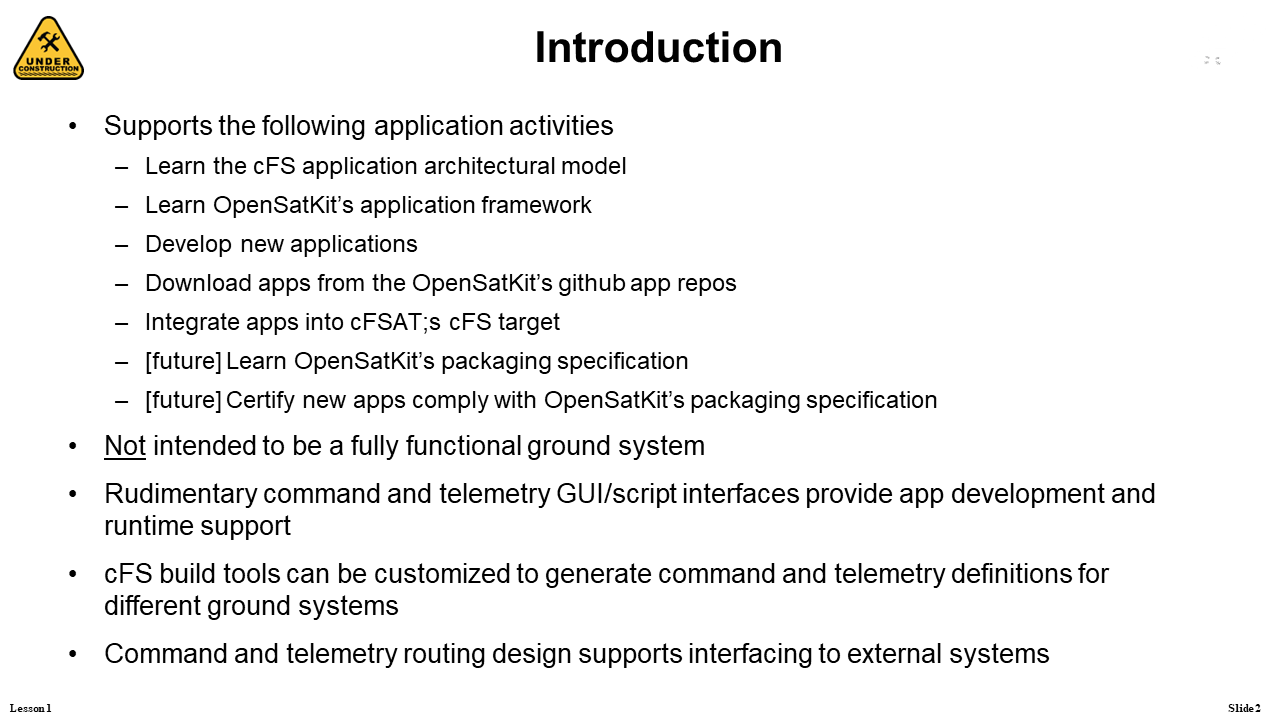 UNDER
CONSTRUCTION
Introduction
• Supports the following application activities
– Learn the cFS application architectural model
– Learn OpenSatKit’s application framework
– Develop new applications
– Download apps from the OpenSatKit’s github app repos
– Integrate apps into cFSAT;s cFS target
– [future] Learn OpenSatKit’s packaging specification
– [future] Certify new apps comply with OpenSatKit’s packaging specification
• Not intended to be a fully functional ground system
• Rudimentary command and telemetry GUI/script interfaces provide app development and
runtime support
• cFS build tools can be customized to generate command and telemetry definitions for
different ground systems
• Command and telemetry routing design supports interfacing to external systems
Lesson 1
Slide 2